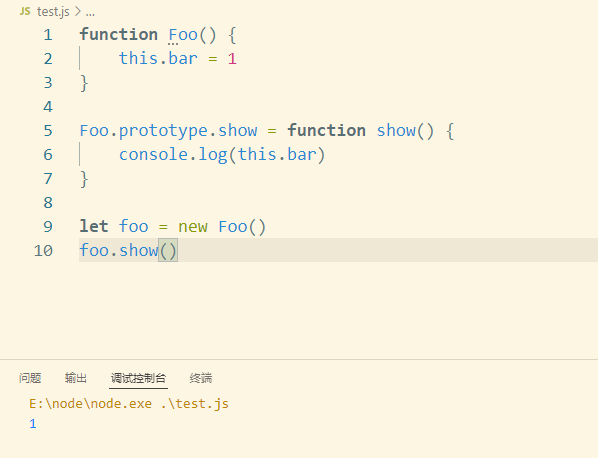 JS test.js > ...
1 function Foo() {
2     this.bar = 1
3 }
4
5 Foo.prototype.show = function show() {
6     console.log(this.bar)
7 }
8
9 let foo = new Foo()
10 foo.show()
问题 输出 调试控制台 终端
E:\node\node.exe .\test.js
1